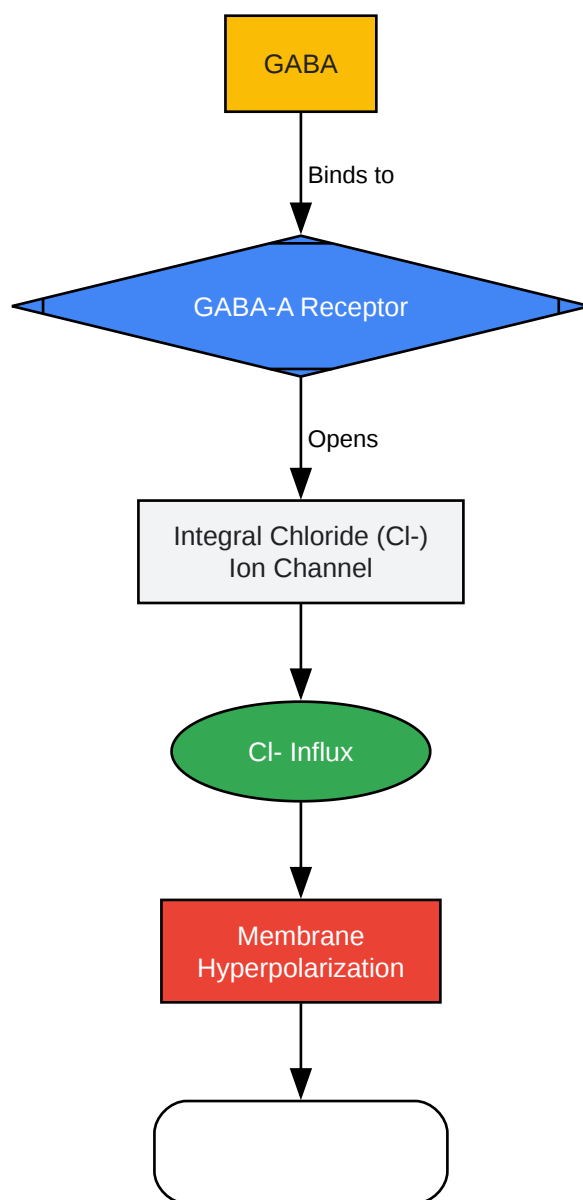 GABA
Binds to
GABA-A Receptor
Opens
Integral Chloride (Cl-)
Ion Channel
Cl- Influx
Membrane
Hyperpolarization